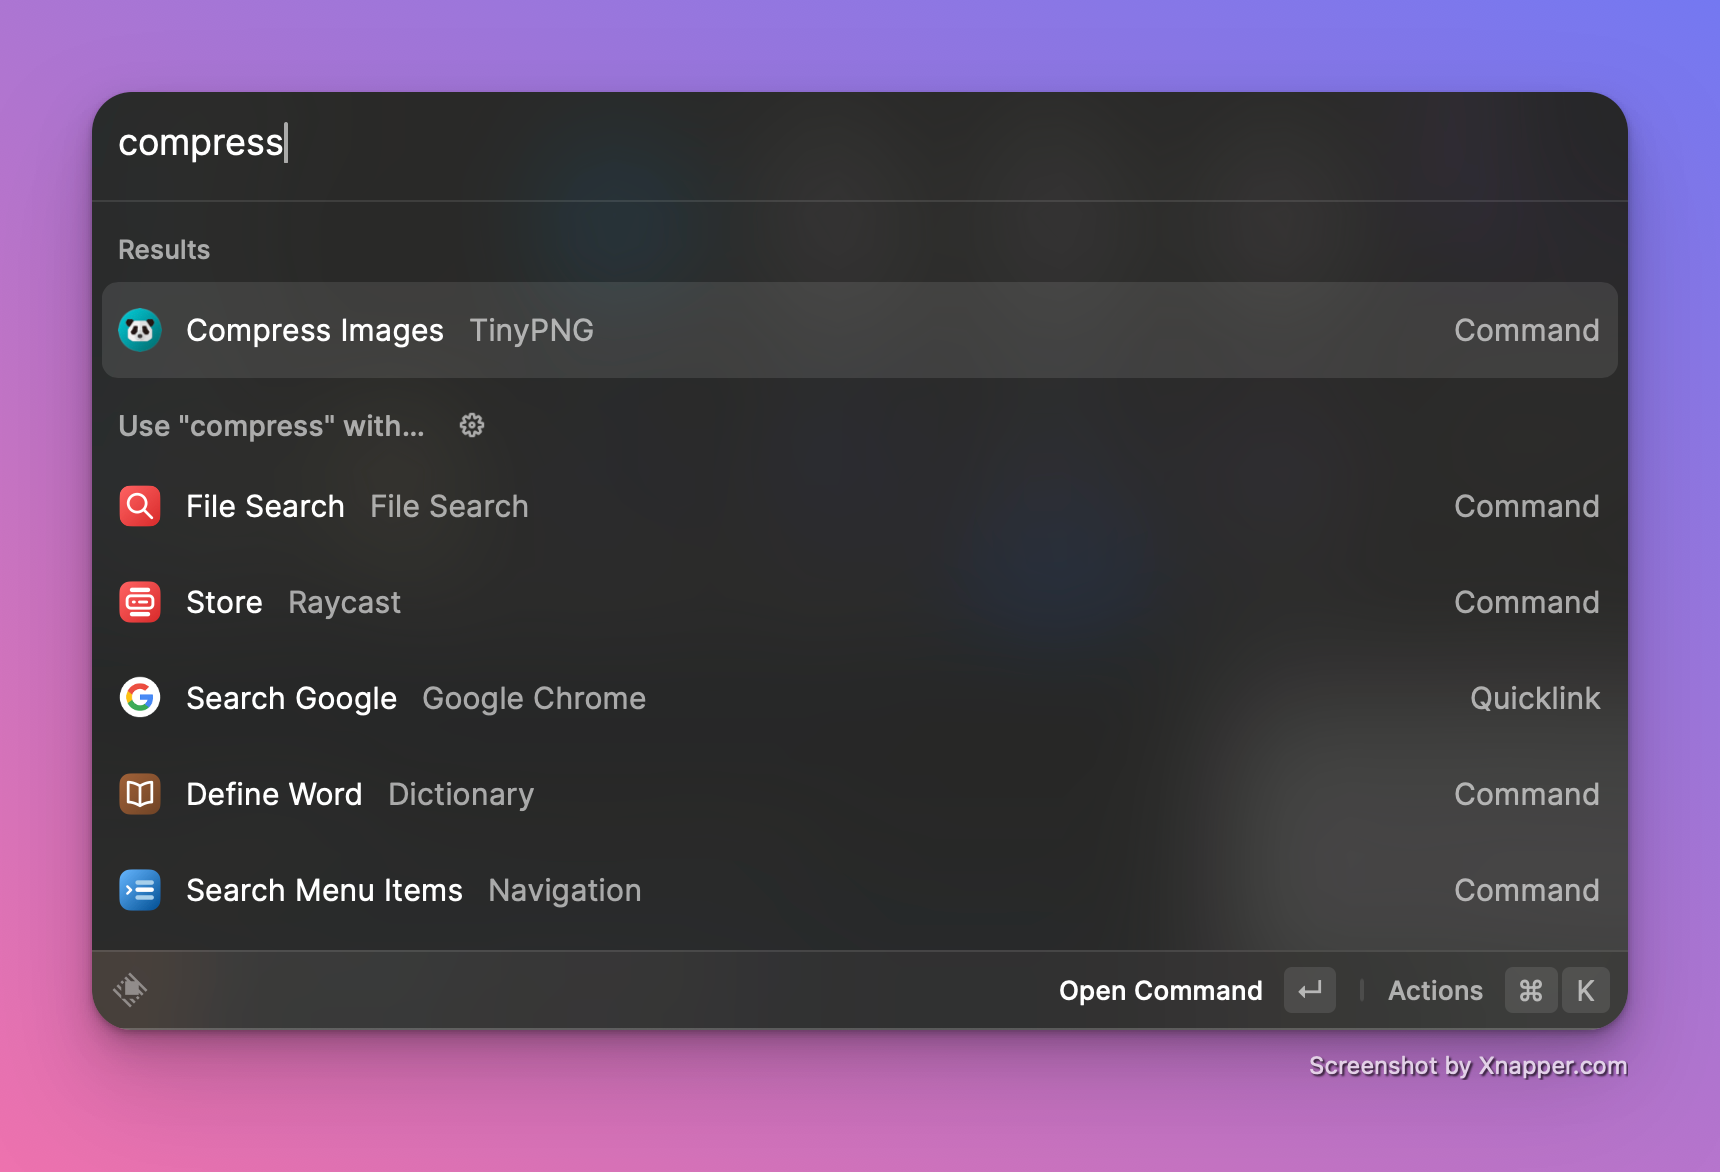 compress
Results
Compress Images TinyPNG Command
Use "compress" with...
File Search File Search Command
Store Raycast Command
Search Google Google Chrome Quicklink
Define Word Dictionary Command
Search Menu Items Navigation Command
Open Command ↵ | Actions ⌘ K
Screenshot by Xnapper.com